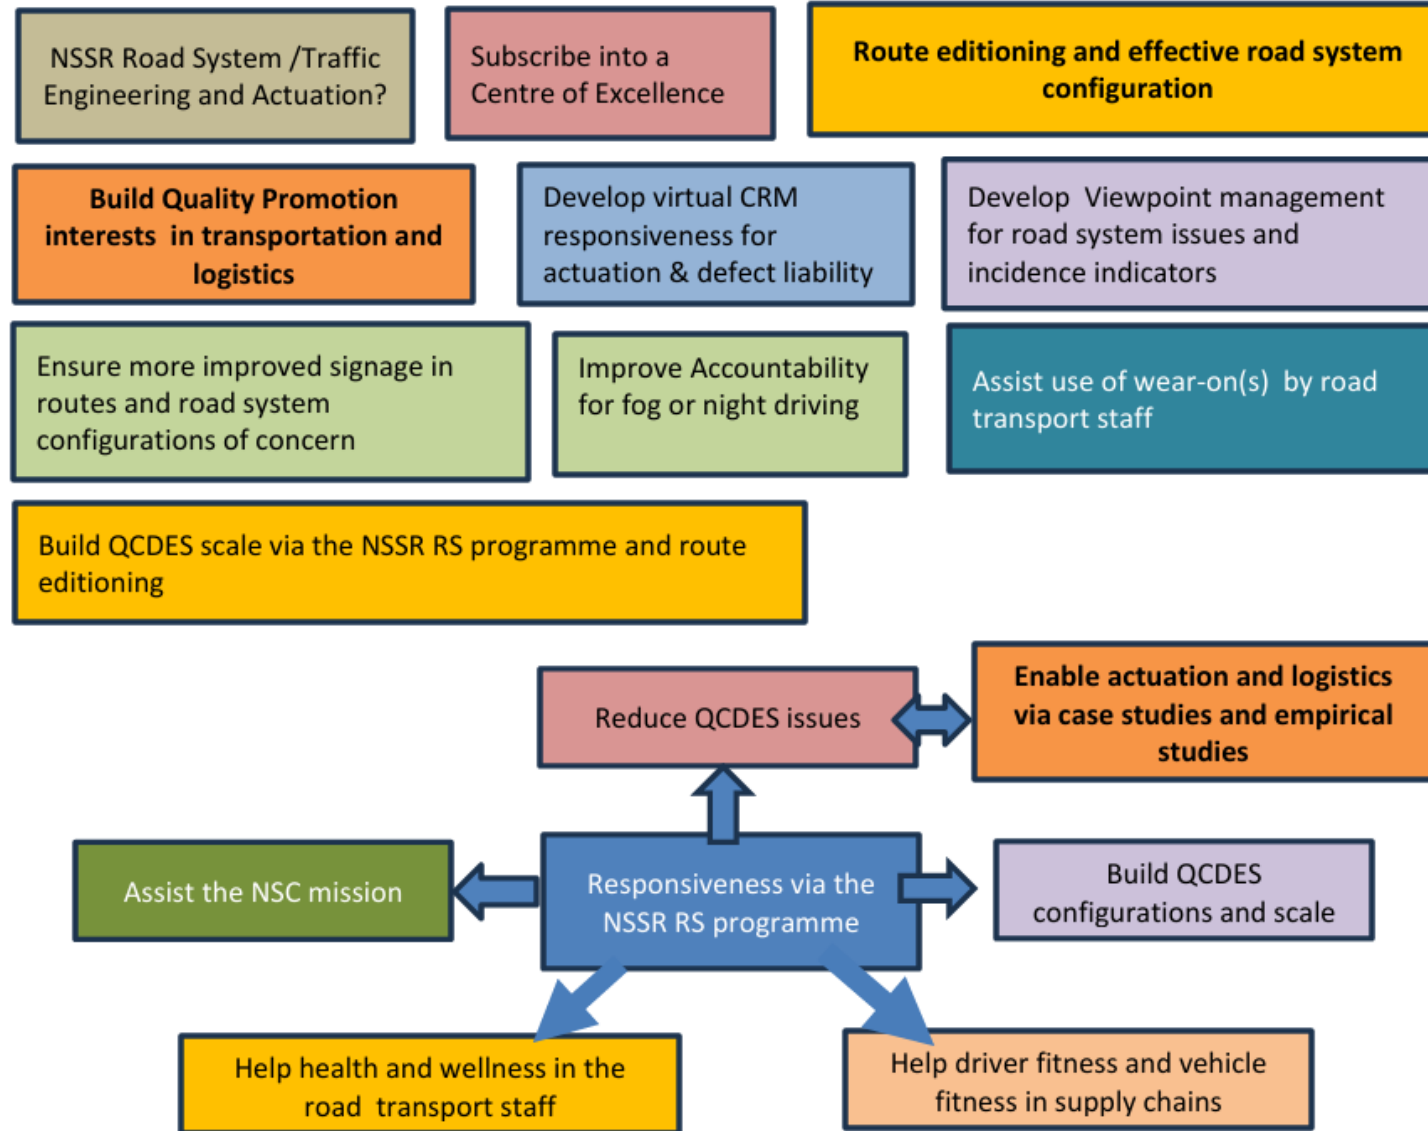 NSSR Road System /Traffic
Engineering and Actuation?
Subscribe into a
Centre of Excellence
Route editioning and effective road system
configuration
Build Quality Promotion
interests in transportation and
logistics
Develop virtual CRM
responsiveness for
actuation & defect liability
Develop Viewpoint management
for road system issues and
incidence indicators
Ensure more improved signage in
routes and road system
configurations of concern
Improve Accountability
for fog or night driving
Assist use of wear-on(s) by road
transport staff
Build QCDES scale via the NSSR RS programme and route
editioning
Reduce QCDES issues
Enable actuation and logistics
via case studies and empirical
studies
Assist the NSC mission
Responsiveness via the
NSSR RS programme
Build QCDES
configurations and scale
Help health and wellness in the
road transport staff
Help driver fitness and vehicle
fitness in supply chains